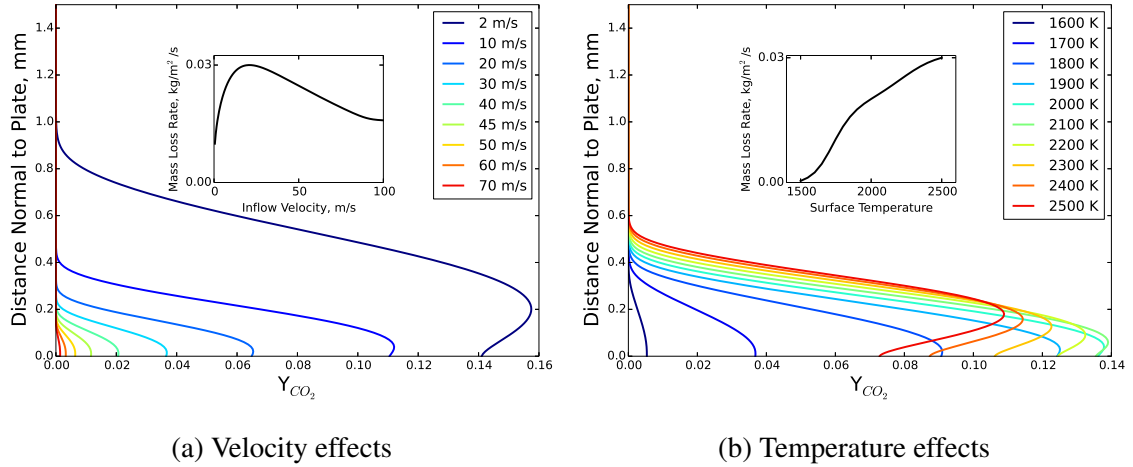 Distance Normal to Plate, mm
1.4
1.2
1.0
0.8
0.6
0.4
0.2
0.0
0.00 0.02 0.04 0.06 0.08 0.10 0.12 0.14 0.16
Y_{CO_2}
Mass Loss Rate, kg/m² /s
0.03
0.00
0 50 100
Inflow Velocity, m/s
2 m/s
10 m/s
20 m/s
30 m/s
40 m/s
45 m/s
50 m/s
60 m/s
70 m/s
(a) Velocity effects
Distance Normal to Plate, mm
1.4
1.2
1.0
0.8
0.6
0.4
0.2
0.0
0.00 0.02 0.04 0.06 0.08 0.10 0.12 0.14
Y_{CO_2}
Mass Loss Rate, kg/m² /s
0.03
0.00
1500 2000 2500
Surface Temperature
1600 K
1700 K
1800 K
1900 K
2000 K
2100 K
2200 K
2300 K
2400 K
2500 K
(b) Temperature effects